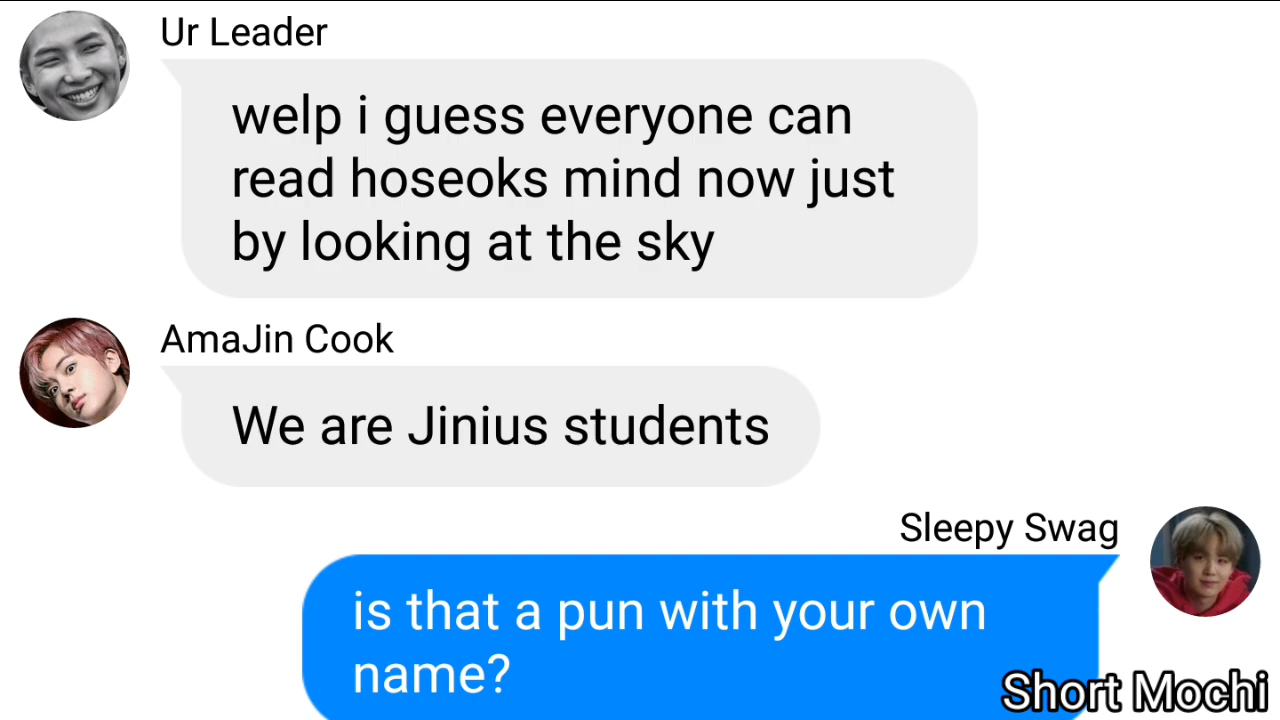 Ur Leader
welp i guess everyone can
read hoseoks mind now just
by looking at the sky
AmaJin Cook
We are Jinius students
Sleepy Swag
is that a pun with your own
name?
Short Mochi